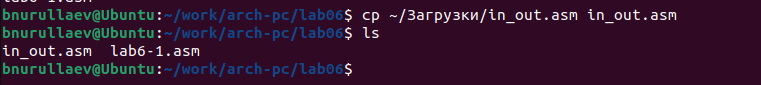 bnurullaev@Ubuntu:~/work/arch-pc/lab06$ cp ~/Загрузки/in_out.asm in_out.asm
bnurullaev@Ubuntu:~/work/arch-pc/lab06$ ls
in_out.asm  lab6-1.asm
bnurullaev@Ubuntu:~/work/arch-pc/lab06$